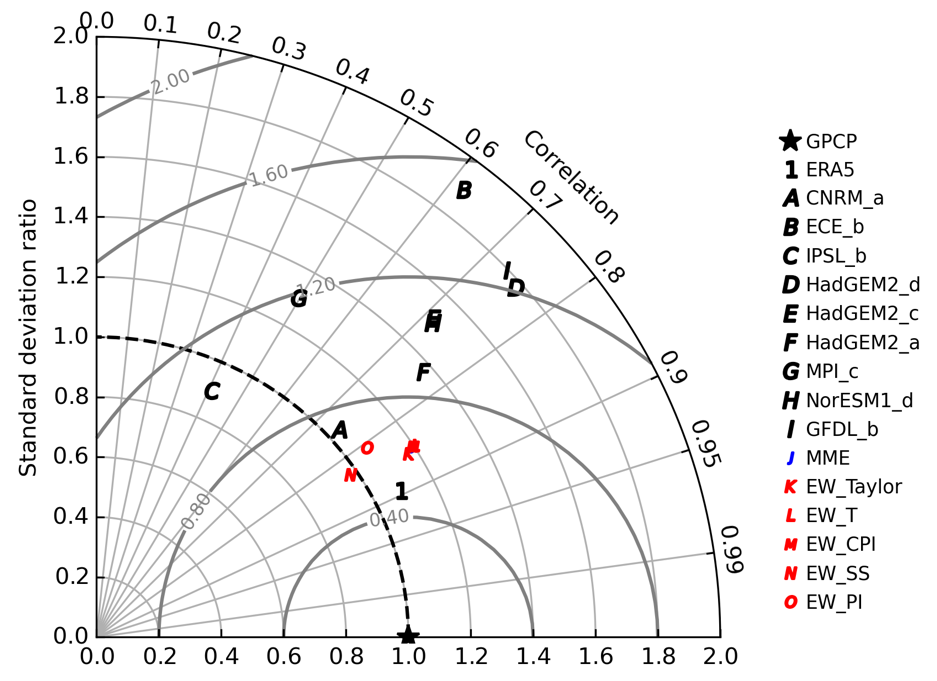 0.0 0.1 0.2 0.3 0.4 0.5 0.6 0.7 0.8 0.9 0.95 0.99
Correlation
Standard deviation ratio
2.0
1.8
1.6
1.4
1.2
1.0
0.8
0.6
0.4
0.2
0.0
0.0 0.2 0.4 0.6 0.8 1.0 1.2 1.4 1.6 1.8 2.0
2.00
1.60
1.20
0.80
0.40
B
I
D
G
H
F
C
A
O
K
N
1
GPCP
1 ERA5
A CNRM_a
B ECE_b
C IPSL_b
D HadGEM2_d
E HadGEM2_c
F HadGEM2_a
G MPI_c
H NorESM1_d
I GFDL_b
J MME
K EW_Taylor
L EW_T
M EW_CPI
N EW_SS
O EW_PI